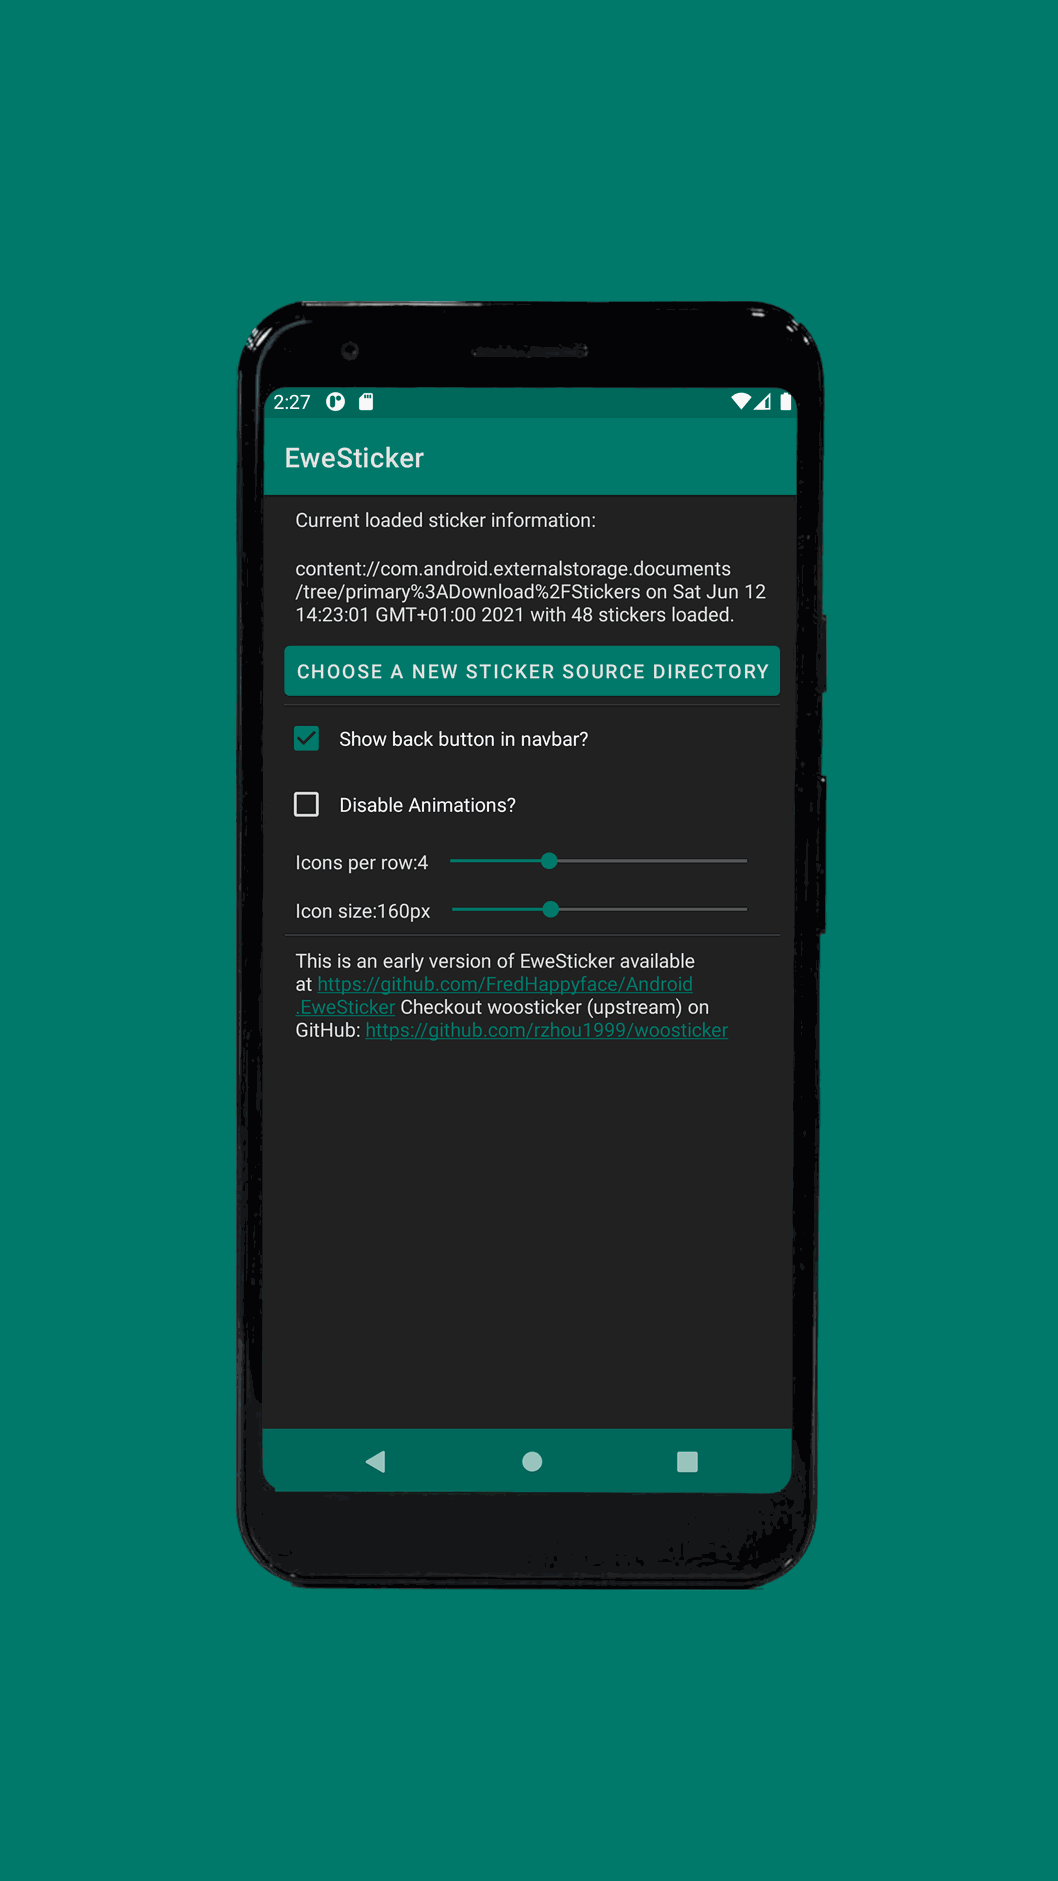 2:27
EweSticker
Current loaded sticker information:
content://com.android.externalstorage.documents
/tree/primary%3ADownload%2FStickers on Sat Jun 12
14:23:01 GMT+01:00 2021 with 48 stickers loaded.
CHOOSE A NEW STICKER SOURCE DIRECTORY
Show back button in navbar?
Disable Animations?
Icons per row:4
Icon size:160px
This is an early version of EweSticker available
at https://github.com/FredHappyface/Android
.EweSticker Checkout woosticker (upstream) on
GitHub: https://github.com/rzhou1999/woosticker